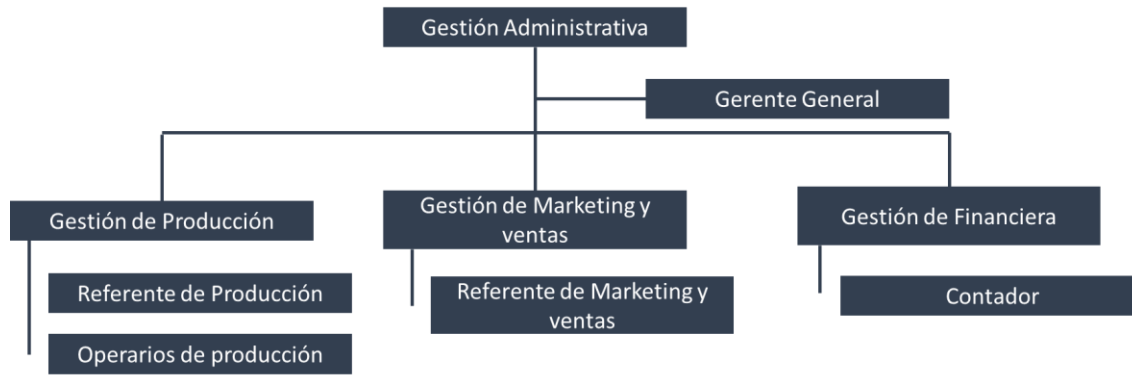 Gestión Administrativa
Gerente General
Gestión de Producción
Gestión de Marketing y
ventas
Gestión de Financiera
Referente de Producción
Referente de Marketing y
ventas
Contador
Operarios de producción